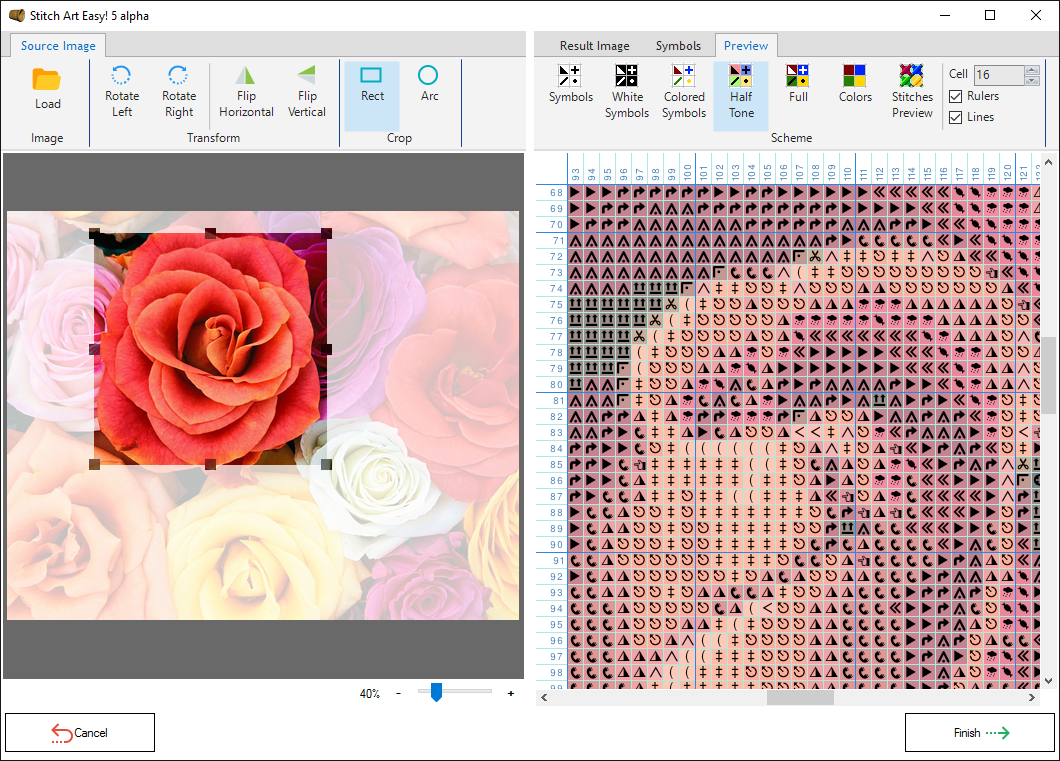 Stitch Art Easy! 5 alpha
Source Image
Result Image Symbols Preview
Load
Rotate Left
Rotate Right
Flip Horizontal
Flip Vertical
Rect
Arc
Image Transform Crop
Symbols
White Symbols
Colored Symbols
Half Tone
Full
Colors
Stitches Preview
Cell 16
Rulers
Lines
Scheme
93 94 95 96 97 98 99 100 101 102 103 104 105 106 107 108 109 110 111 112 113 114 115 116 117 118 119 120 121
68
69
70
71
72
73
74
75
76
77
78
79
80
81
82
83
84
85
86
87
88
89
90
91
92
93
94
95
96
97
98
99
40% - +
Cancel
Finish